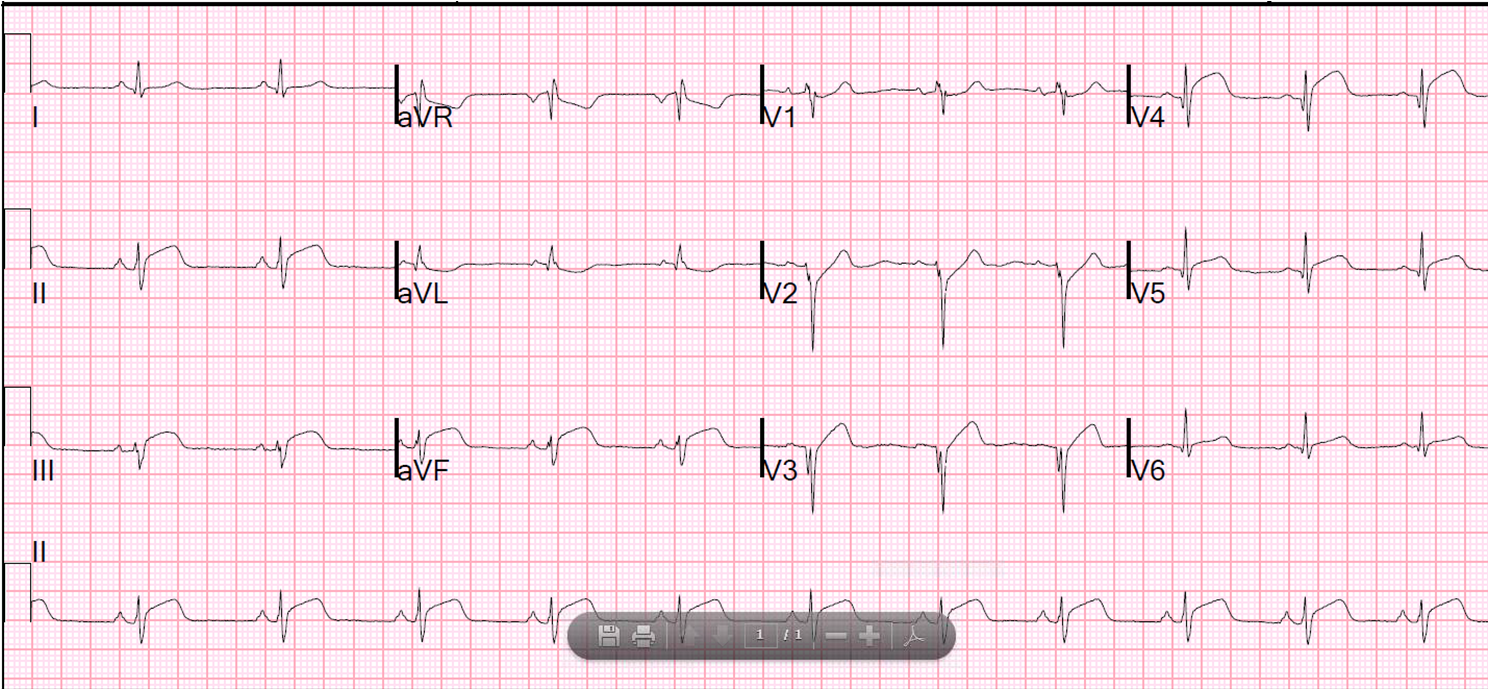 I aVR V1 V4
II aVL V2 V5
III aVF V3 V6
II
1 / 1